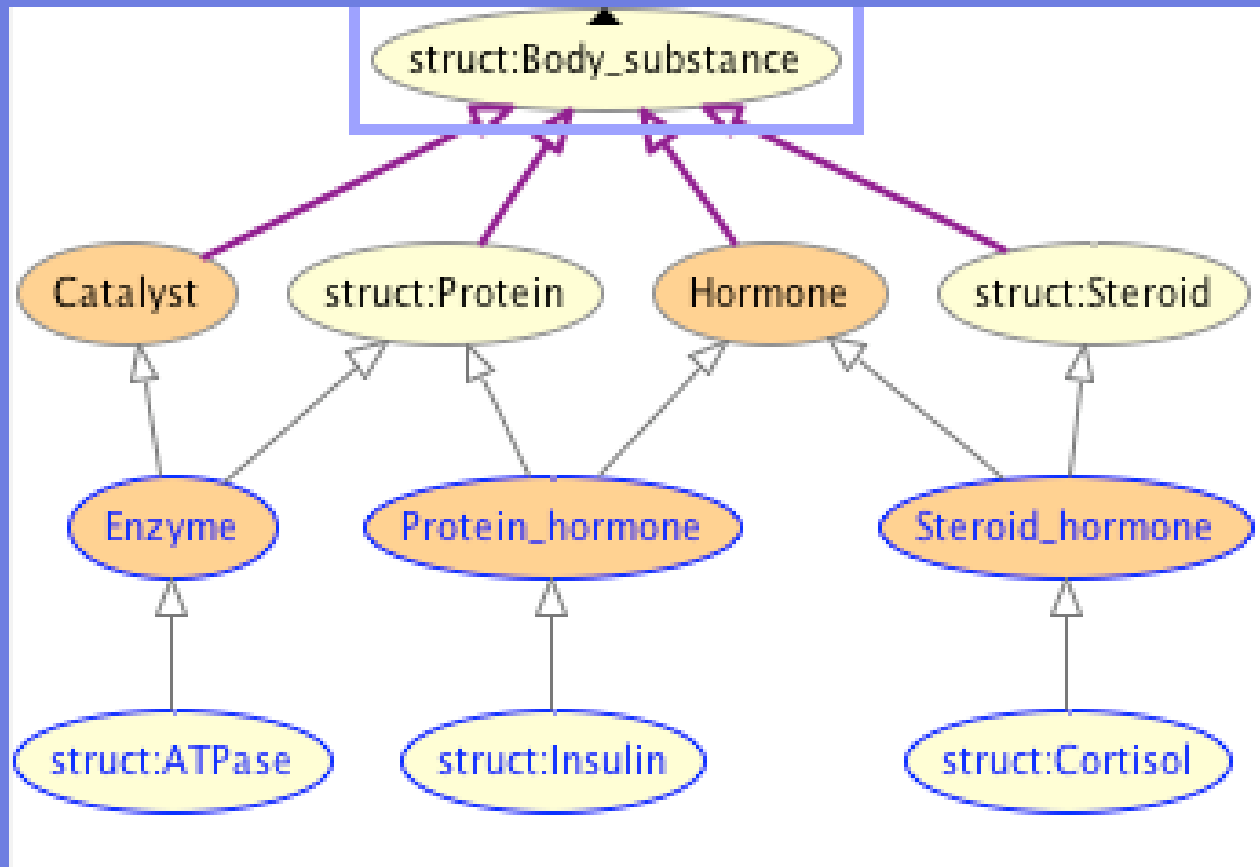 struct:Body_substance
Catalyst
struct:Protein
Hormone
struct:Steroid
Enzyme
Protein_hormone
Steroid_hormone
struct:ATPase
struct:Insulin
struct:Cortisol